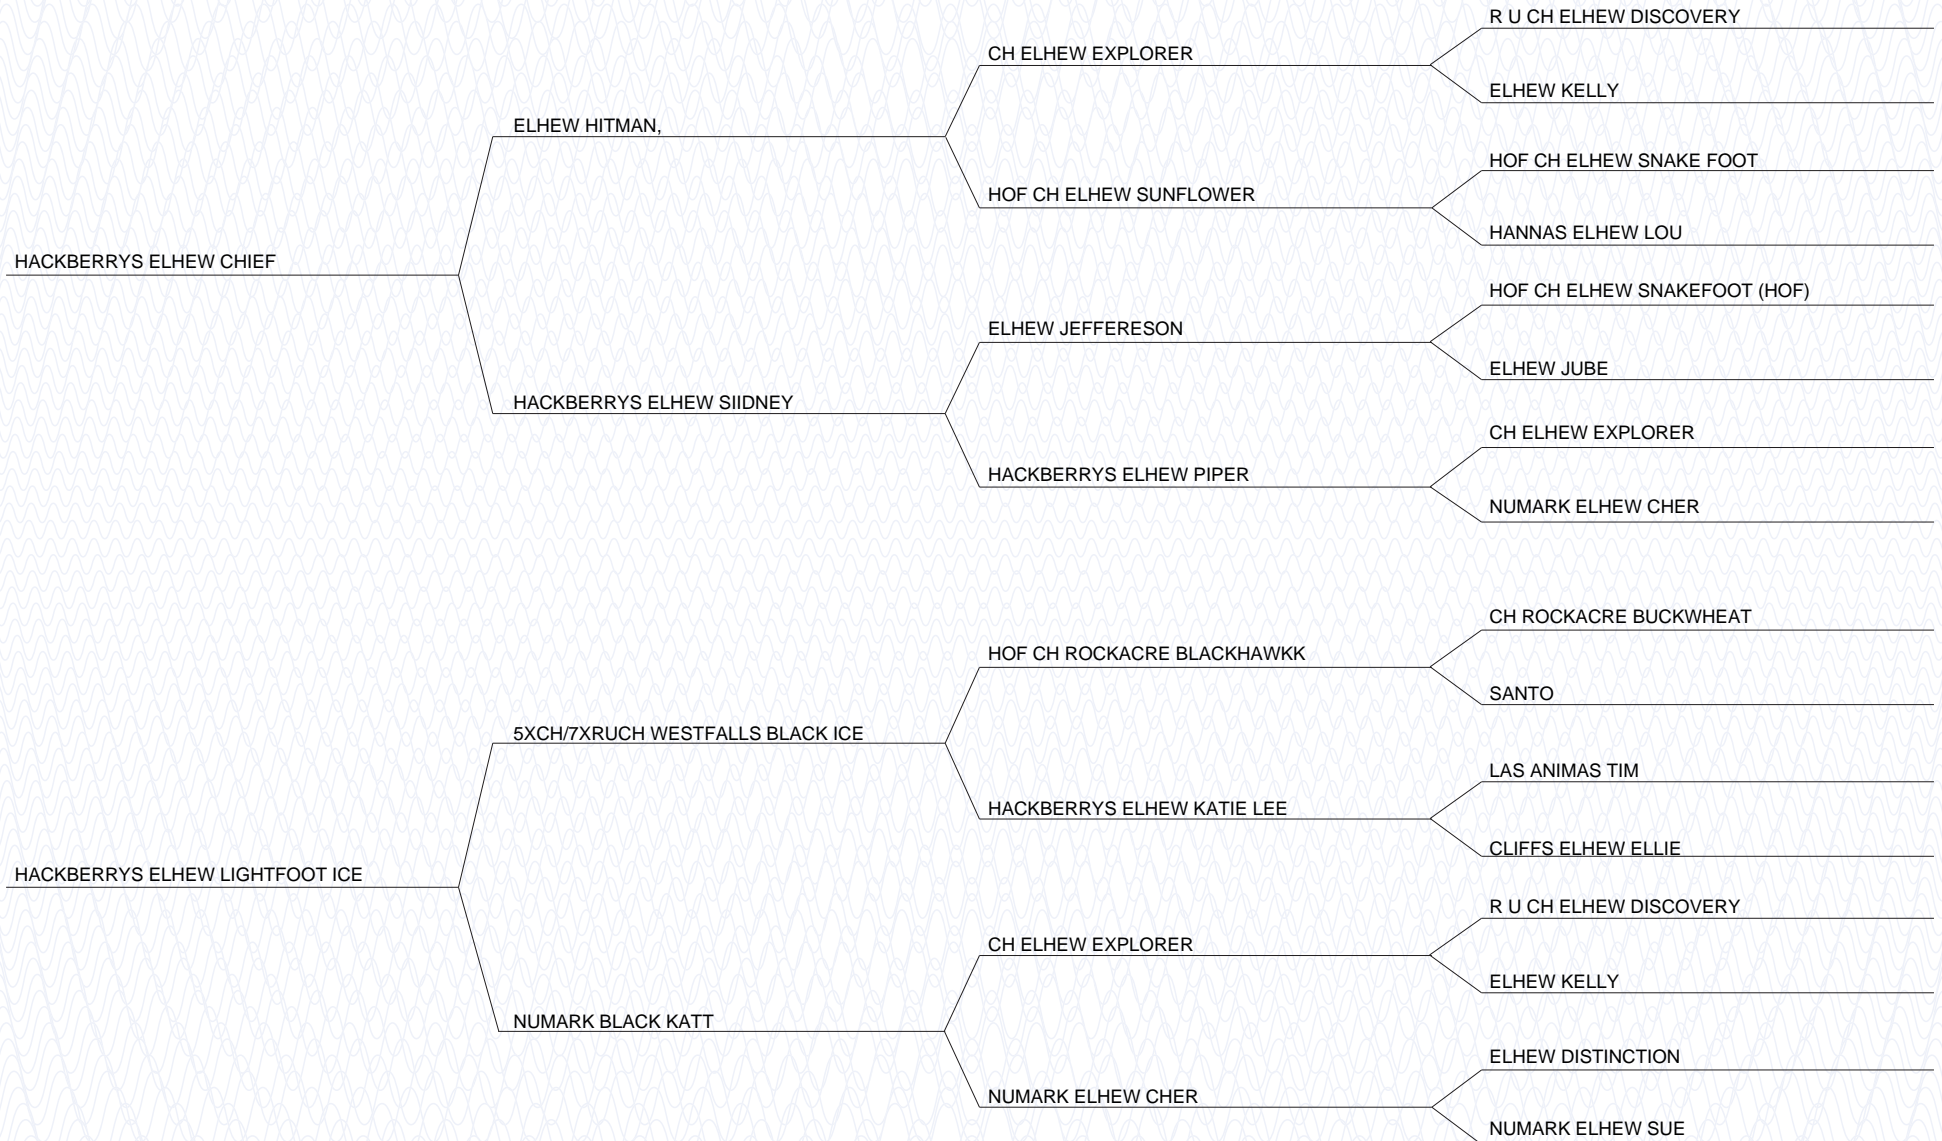 R U CH ELHEW DISCOVERY
CH ELHEW EXPLORER
ELHEW KELLY
ELHEW HITMAN,
HOF CH ELHEW SNAKE FOOT
HOF CH ELHEW SUNFLOWER
HANNAS ELHEW LOU
HACKBERRYS ELHEW CHIEF
HOF CH ELHEW SNAKEFOOT (HOF)
ELHEW JEFFERESON
ELHEW JUBE
HACKBERRYS ELHEW SIIDNEY
CH ELHEW EXPLORER
HACKBERRYS ELHEW PIPER
NUMARK ELHEW CHER
CH ROCKACRE BUCKWHEAT
HOF CH ROCKACRE BLACKHAWKK
SANTO
5XCH/7XRUCH WESTFALLS BLACK ICE
LAS ANIMAS TIM
HACKBERRYS ELHEW KATIE LEE
CLIFFS ELHEW ELLIE
HACKBERRYS ELHEW LIGHTFOOT ICE
R U CH ELHEW DISCOVERY
CH ELHEW EXPLORER
ELHEW KELLY
NUMARK BLACK KATT
ELHEW DISTINCTION
NUMARK ELHEW CHER
NUMARK ELHEW SUE